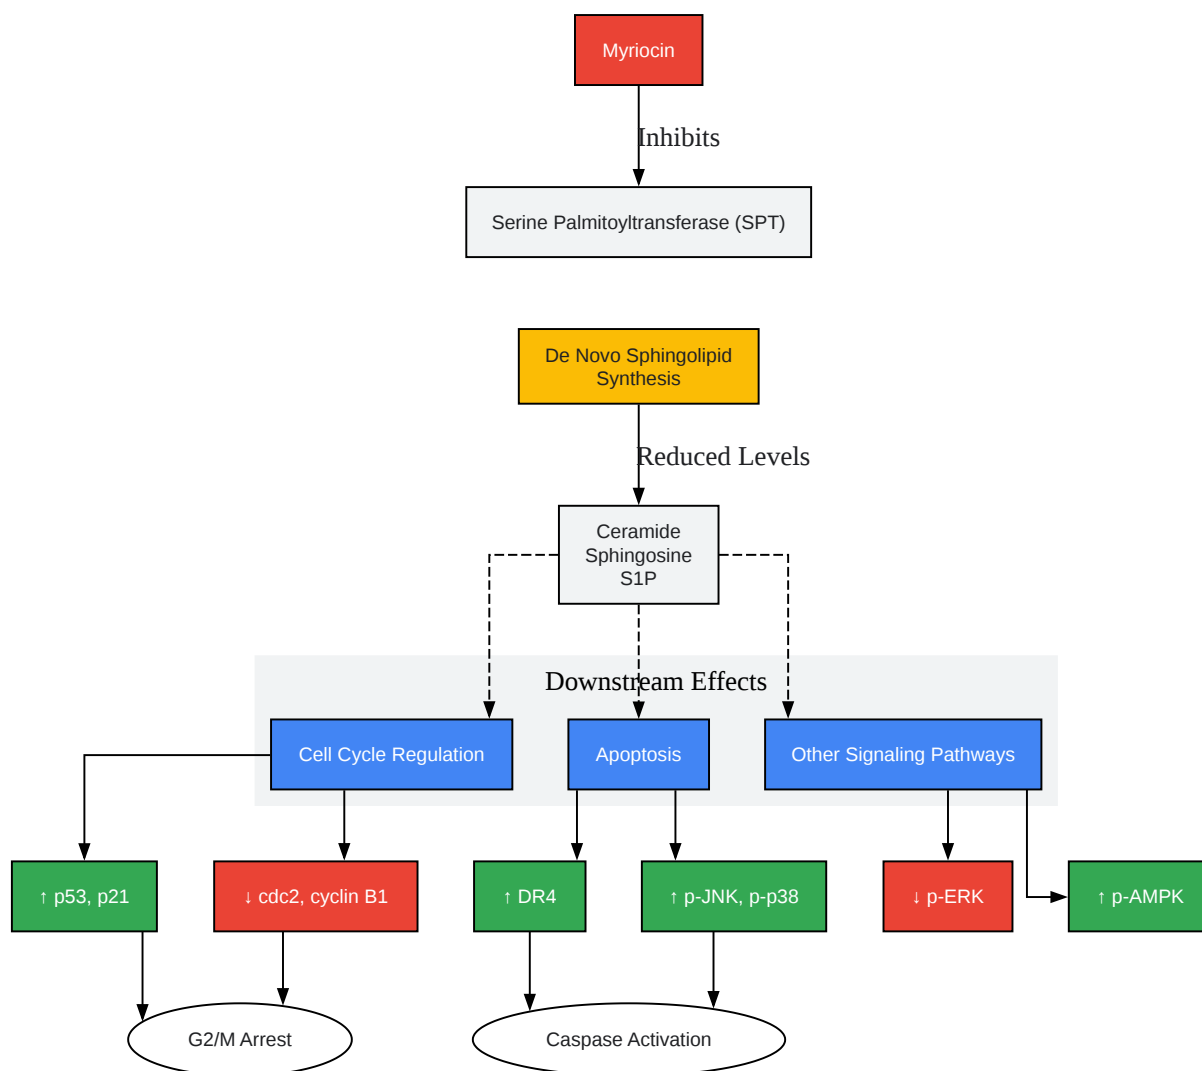 Myriocin
Inhibits
Serine Palmitoyltransferase (SPT)
De Novo Sphingolipid
Synthesis
Reduced Levels
Ceramide
Sphingosine
S1P
Downstream Effects
Cell Cycle Regulation
Apoptosis
Other Signaling Pathways
↑ p53, p21
↓ cdc2, cyclin B1
↑ DR4
↑ p-JNK, p-p38
↓ p-ERK
↑ p-AMPK
G2/M Arrest
Caspase Activation